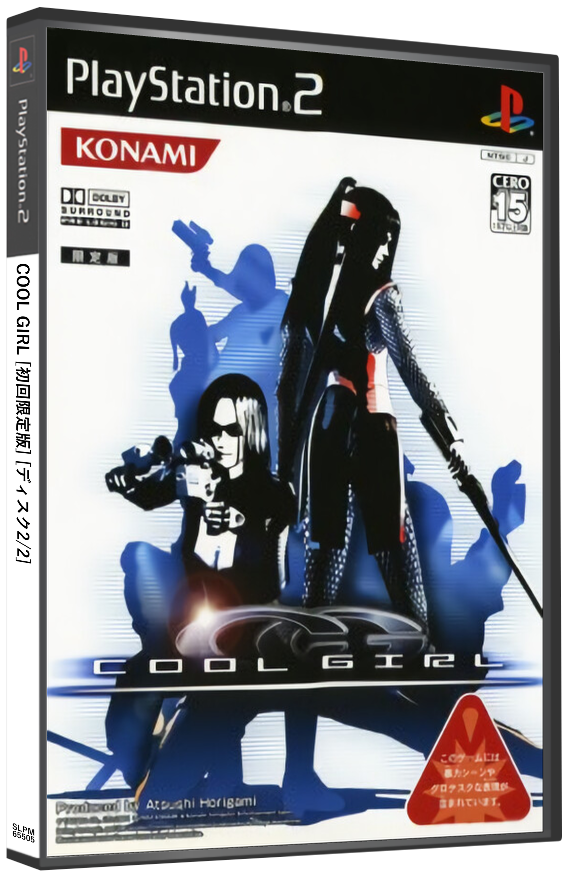 PlayStation 2
COOL GIRL [初回限定版] [ディスク2/2]
SLPM
65505
PlayStation®2
KONAMI
NTSC J
DOLBY
SURROUND
CERO
15
限定版
COOL GIRL
このゲームには
暴力シーンや
グロテスクな表現が
含まれています。
Produced by Atsushi Horigami